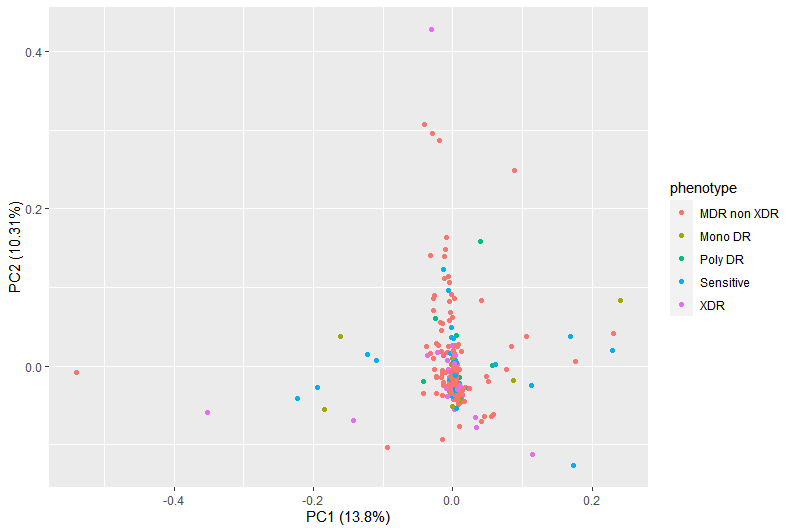 0.4
0.2
0.0
PC2 (10.31%)
-0.4
-0.2
0.0
0.2
PC1 (13.8%)
phenotype
MDR non XDR
Mono DR
Poly DR
Sensitive
XDR